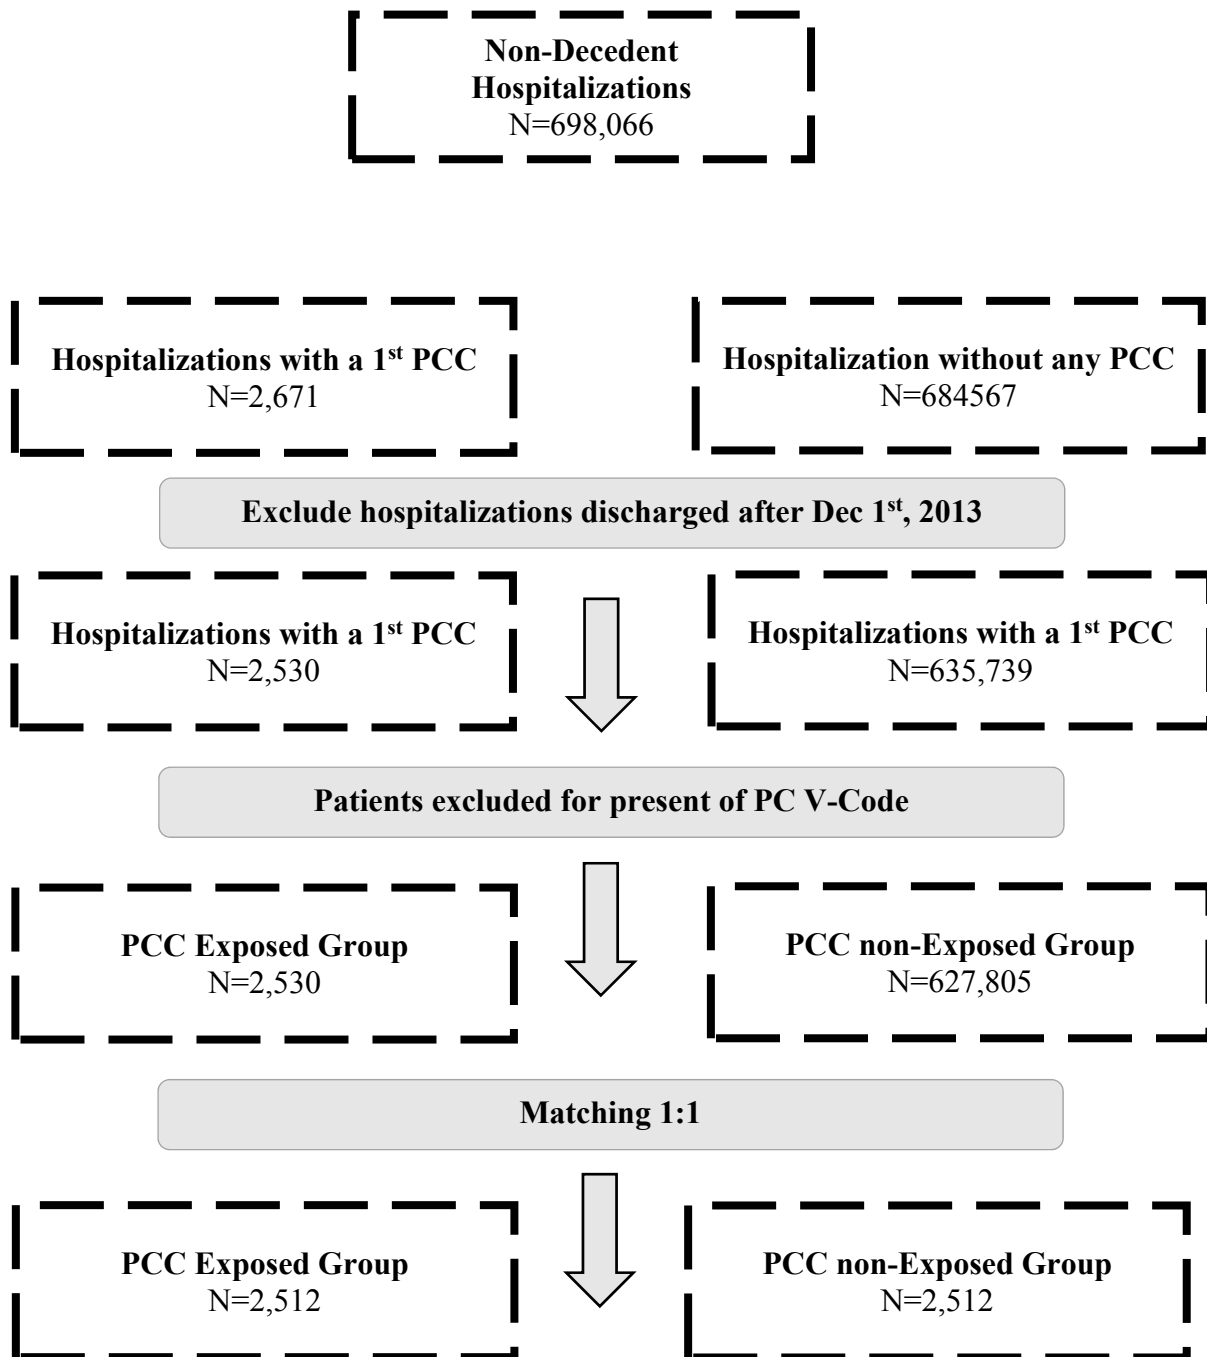 Non-Decedent
Hospitalizations
N=698,066
Hospitalizations with a 1st PCC
N=2,671
Hospitalization without any PCC
N=684567
Exclude hospitalizations discharged after Dec 1st, 2013
Hospitalizations with a 1st PCC
N=2,530
Hospitalizations with a 1st PCC
N=635,739
Patients excluded for present of PC V-Code
PCC Exposed Group
N=2,530
PCC non-Exposed Group
N=627,805
Matching 1:1
PCC Exposed Group
N=2,512
PCC non-Exposed Group
N=2,512